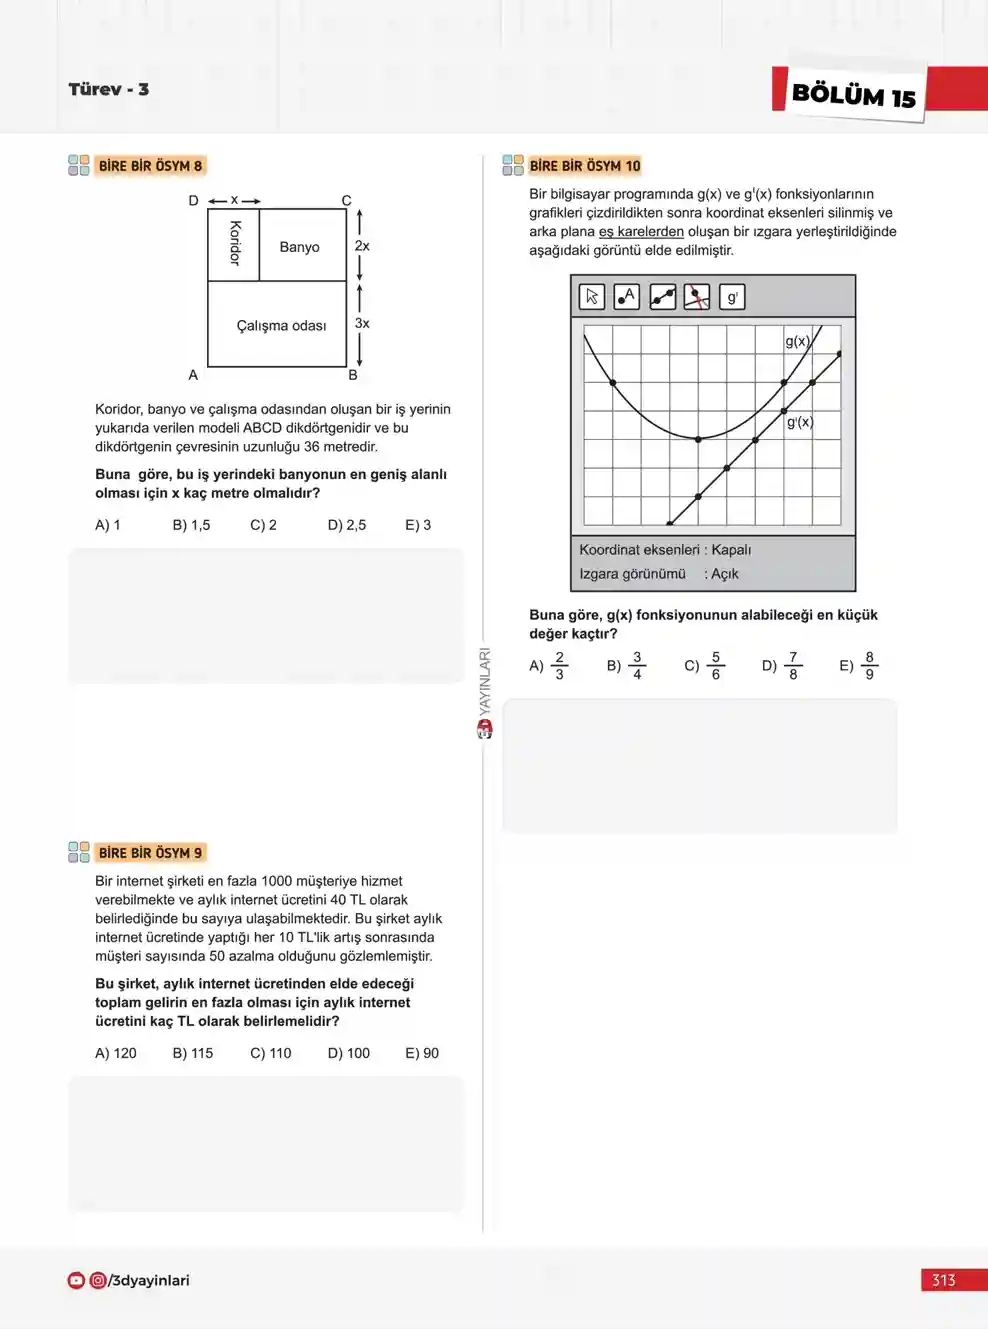 Türev - 3
BÖLÜM 15
BİRE BİR ÖSYM 8
D x C
Koridor
Banyo
2x
Çalışma odası
3x
A B
Koridor, banyo ve çalışma odasından oluşan bir iş yerinin
yukarıda verilen modeli ABCD dikdörtgenidir ve bu
dikdörtgenin çevresinin uzunluğu 36 metredir.
Buna göre, bu iş yerindeki banyonun en geniş alanlı
olması için x kaç metre olmalıdır?
A) 1 B) 1,5 C) 2 D) 2,5 E) 3
BİRE BİR ÖSYM 9
Bir internet şirketi en fazla 1000 müşteriye hizmet
verebilmekte ve aylık internet ücretini 40 TL olarak
belirlediğinde bu sayıya ulaşabilmektedir. Bu şirket aylık
internet ücretinde yaptığı her 10 TL'lik artış sonrasında
müşteri sayısında 50 azalma olduğunu gözlemlemiştir.
Bu şirket, aylık internet ücretinden elde edeceği
toplam gelirin en fazla olması için aylık internet
ücretini kaç TL olarak belirlemelidir?
A) 120 B) 115 C) 110 D) 100 E) 90
BİRE BİR ÖSYM 10
Bir bilgisayar programında g(x) ve g'(x) fonksiyonlarının
grafikleri çizdirildikten sonra koordinat eksenleri silinmiş ve
arka plana eş karelerden oluşan bir ızgara yerleştirildiğinde
aşağıdaki görüntü elde edilmiştir.
A
g'
g(x)
g'(x)
Koordinat eksenleri : Kapalı
Izgara görünümü : Açık
Buna göre, g(x) fonksiyonunun alabileceği en küçük
değer kaçtır?
A) 2/3 B) 3/4 C) 5/6 D) 7/8 E) 8/9
3D YAYINLARI
/3dyayinlari
313